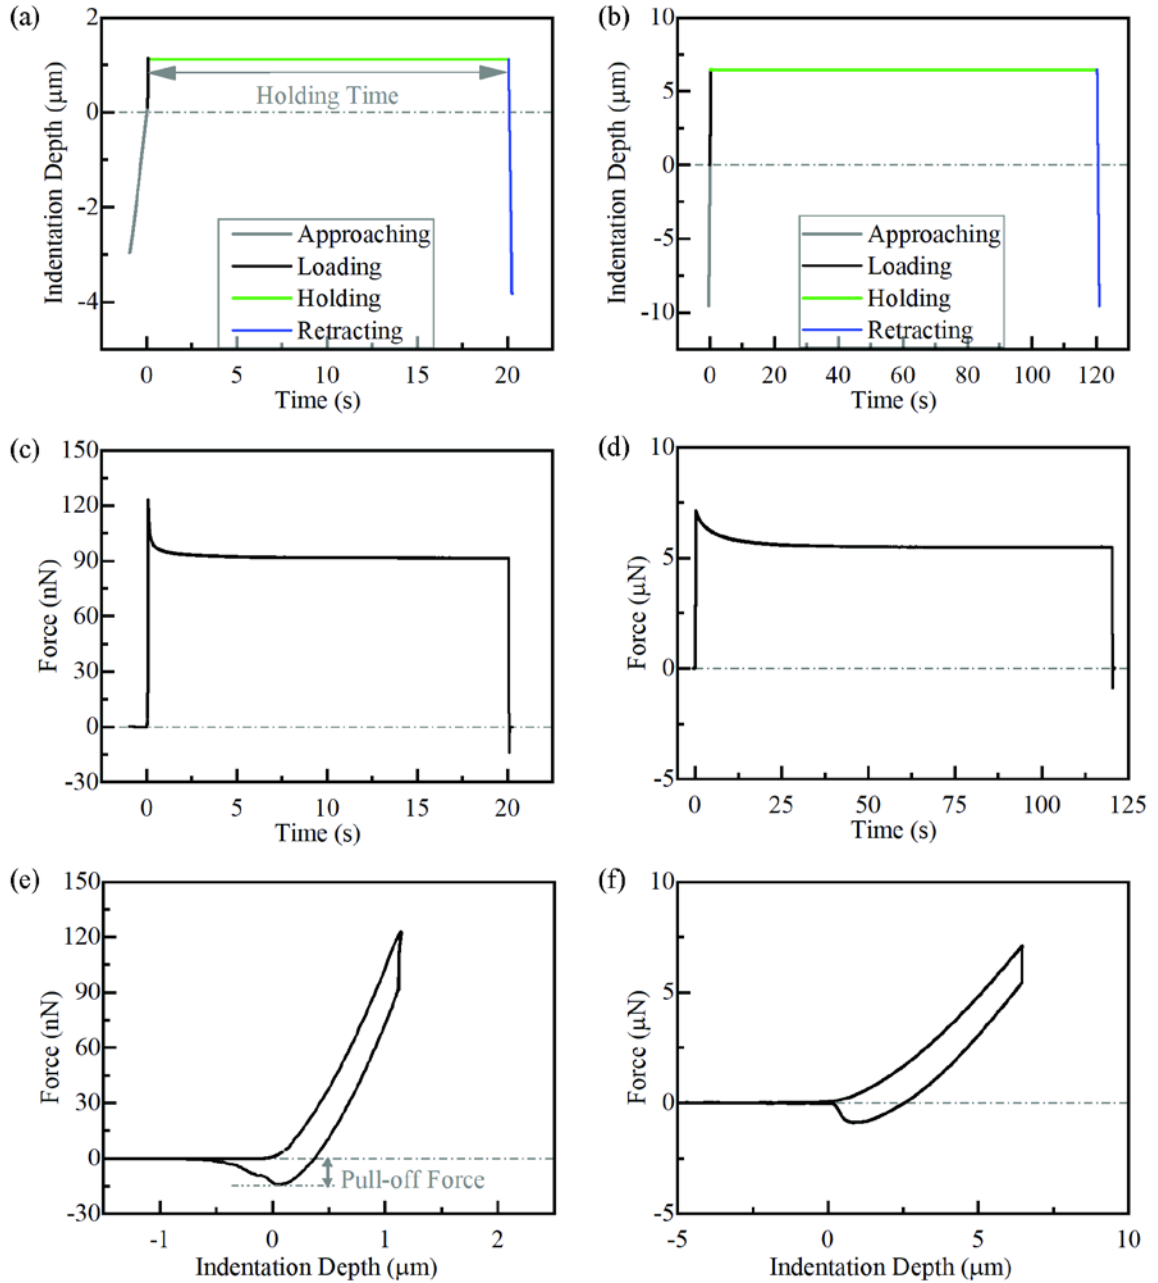 (a)
Indentation Depth (μm)
2
0
-2
-4
Holding Time
Approaching
Loading
Holding
Retracting
0 5 10 15 20
Time (s)
(b)
Indentation Depth (μm)
10
5
0
-5
-10
Approaching
Loading
Holding
Retracting
0 20 40 60 80 100 120
Time (s)
(c)
Force (nN)
150
120
90
60
30
0
-30
0 5 10 15 20
Time (s)
(d)
Force (μN)
10
5
0
-5
0 25 50 75 100 125
Time (s)
(e)
Force (nN)
150
120
90
60
30
0
-30
Pull-off Force
-1 0 1 2
Indentation Depth (μm)
(f)
Force (μN)
10
5
0
-5
-5 0 5 10
Indentation Depth (μm)